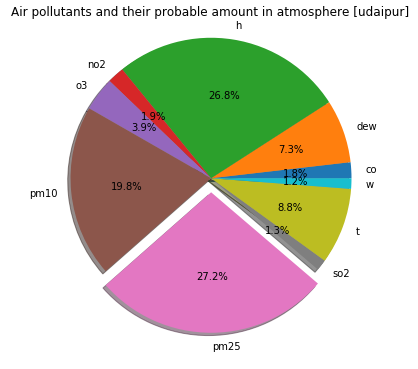 Air pollutants and their probable amount in atmosphere [udaipur]
h
no2
o3
26.8%
1.9%
3.9%
dew
7.3%
co
1.8%
w
1.2%
pm10
19.8%
8.8%
t
1.3%
so2
27.2%
pm25